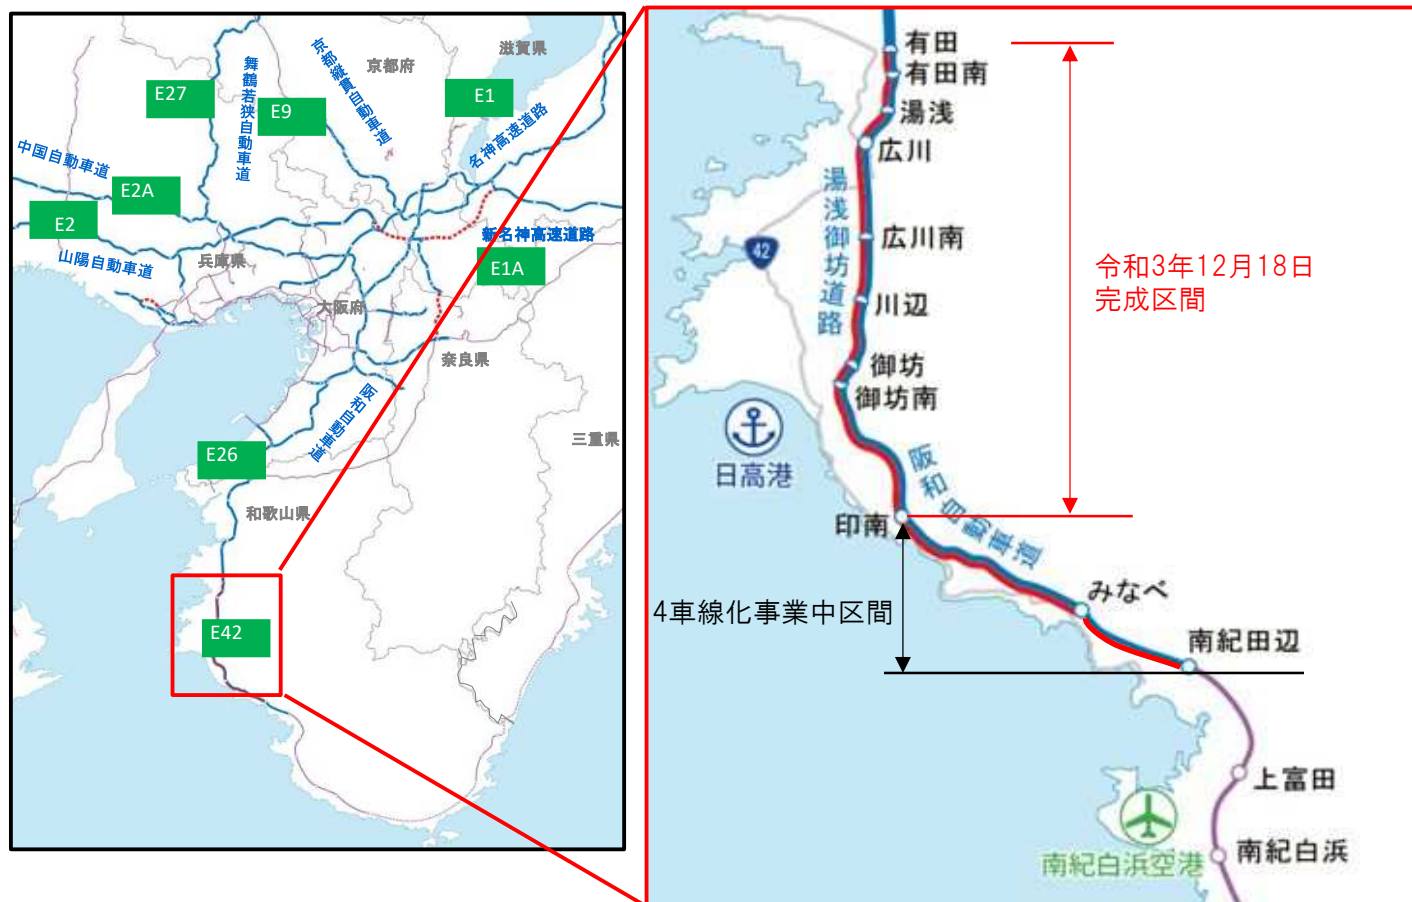 滋賀県
京都府
京都縦貫自動車道
舞鶴若狭自動車道
E27
E9
E1
名神高速道路
中国自動車道
E2A
E2
新名神高速道路
山陽自動車道
兵庫県
E1A
大阪府
奈良県
阪和自動車道
三重県
E26
和歌山県
E42
有田
有田南
湯浅
広川
湯浅御坊道路
広川南
42
令和3年12月18日
完成区間
川辺
御坊
御坊南
日高港
阪和自動車道
印南
みなべ
4車線化事業中区間
南紀田辺
上富田
南紀白浜空港
南紀白浜